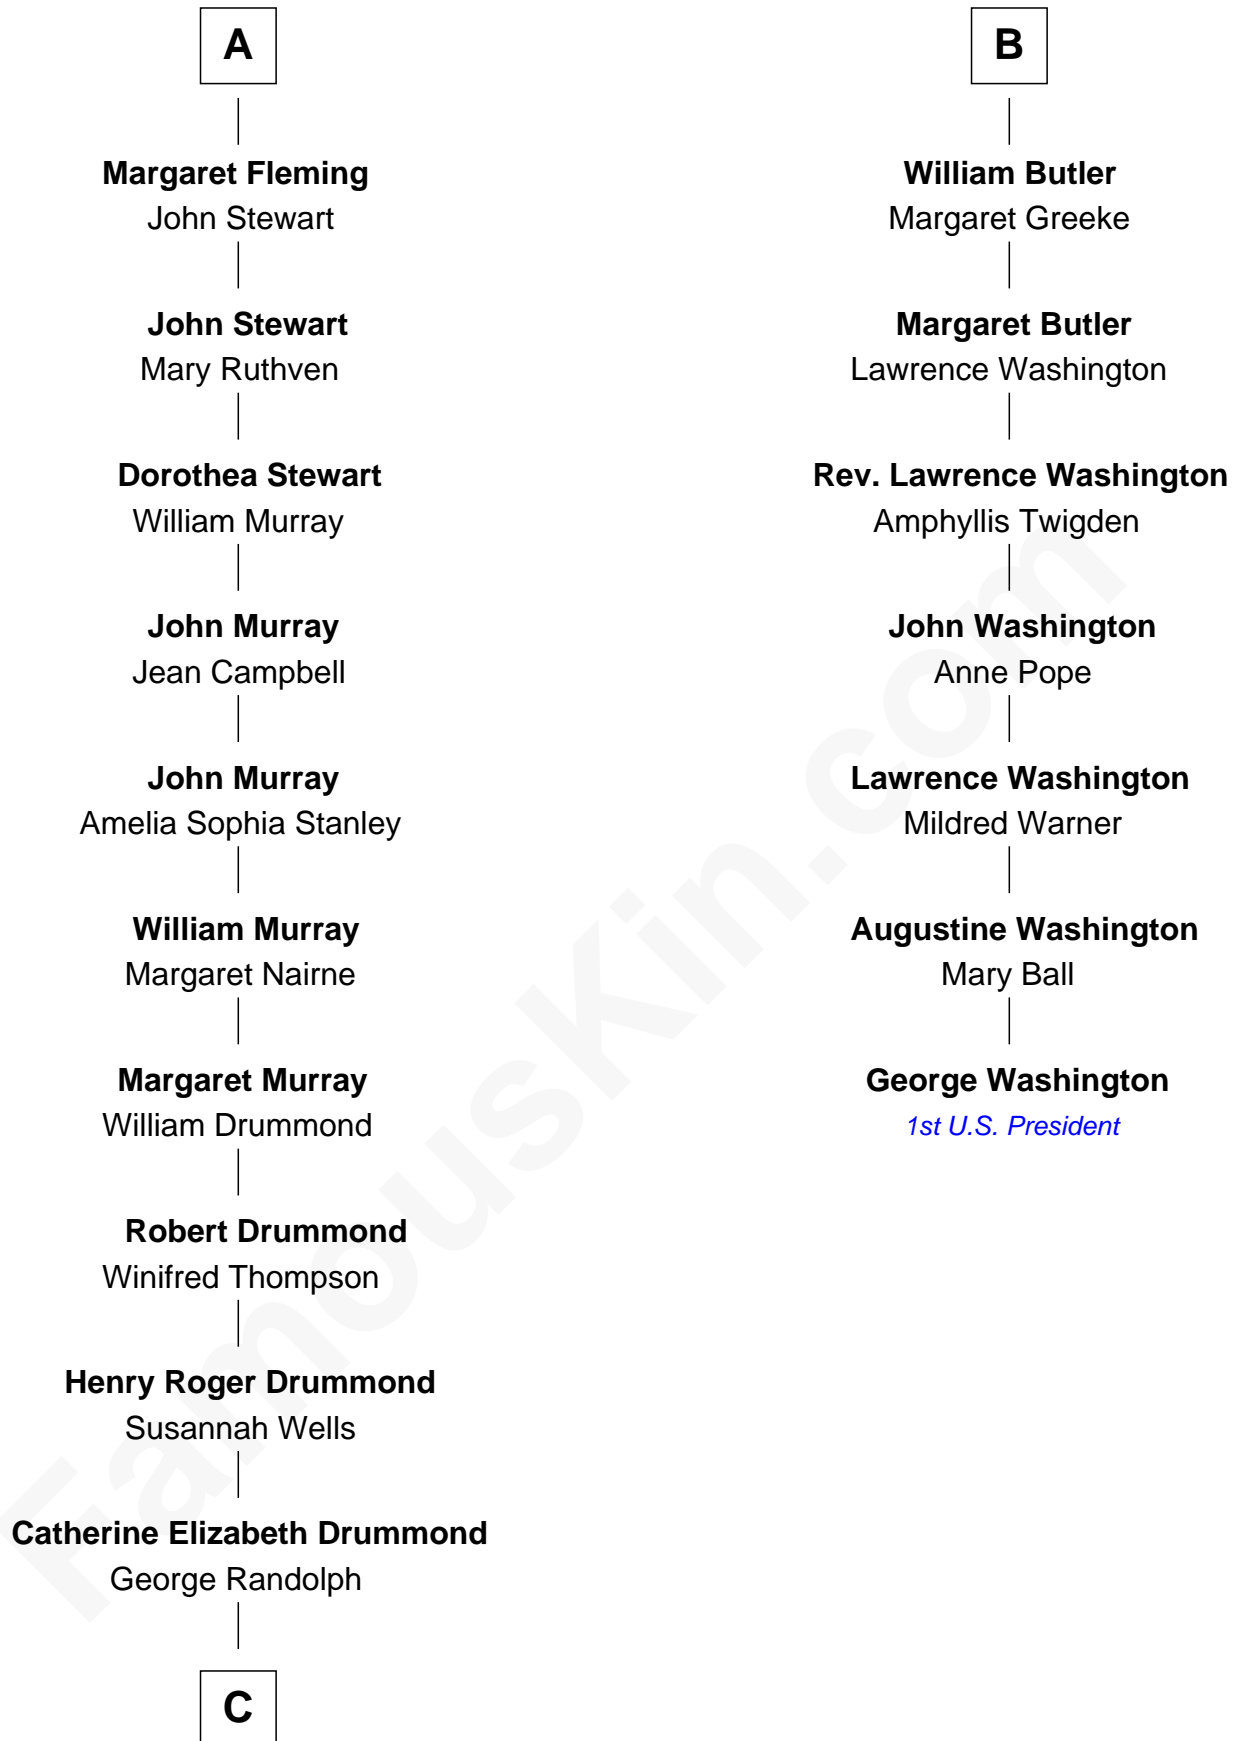 A
Margaret Fleming
John Stewart
John Stewart
Mary Ruthven
Dorothea Stewart
William Murray
John Murray
Jean Campbell
John Murray
Amelia Sophia Stanley
William Murray
Margaret Nairne
Margaret Murray
William Drummond
Robert Drummond
Winifred Thompson
Henry Roger Drummond
Susannah Wells
Catherine Elizabeth Drummond
George Randolph
C
B
William Butler
Margaret Greeke
Margaret Butler
Lawrence Washington
Rev. Lawrence Washington
Amphyllis Twigden
John Washington
Anne Pope
Lawrence Washington
Mildred Warner
Augustine Washington
Mary Ball
George Washington
1st U.S. President
FamousKin.com